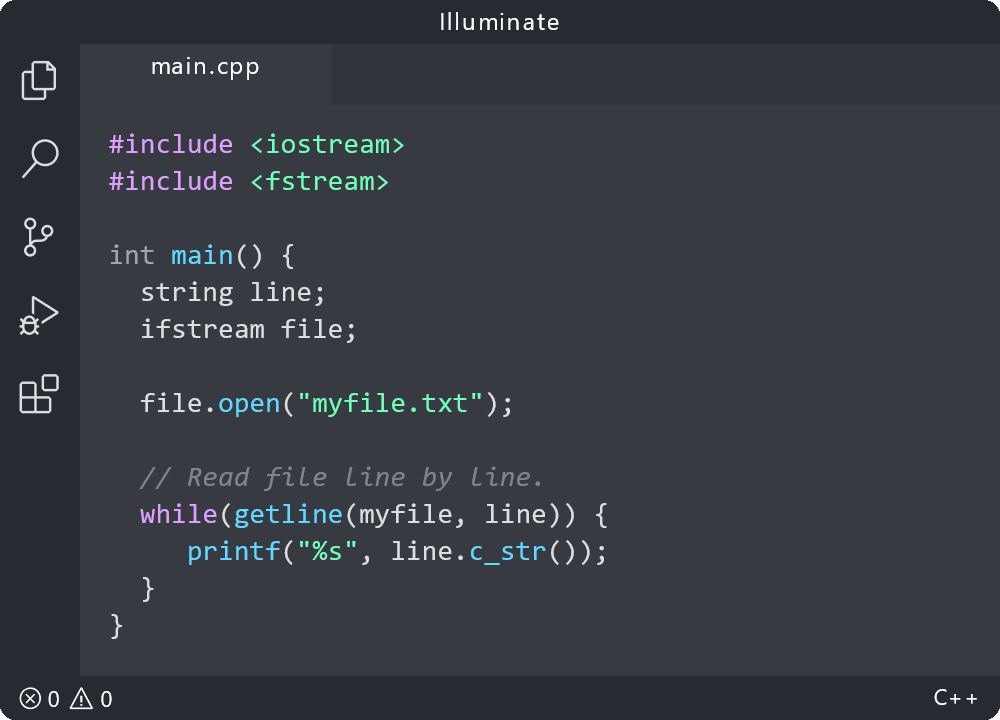 Illuminate
main.cpp
#include <iostream>
#include <fstream>
int main() {
string line;
ifstream file;
file.open("myfile.txt");
// Read file line by line.
while(getline(myfile, line)) {
printf("%s", line.c_str());
}
}
0 0
C++